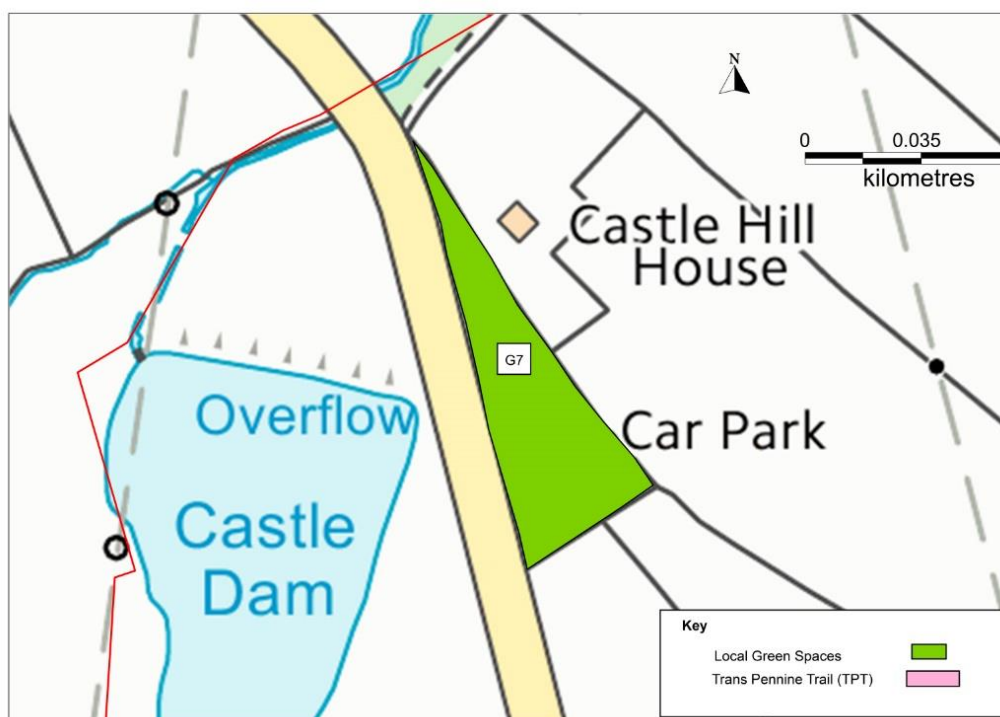 N
0 0.035
kilometres
Castle Hill
House
G7
Overflow
Car Park
Castle
Dam
Key
Local Green Spaces
Trans Pennine Trail (TPT)